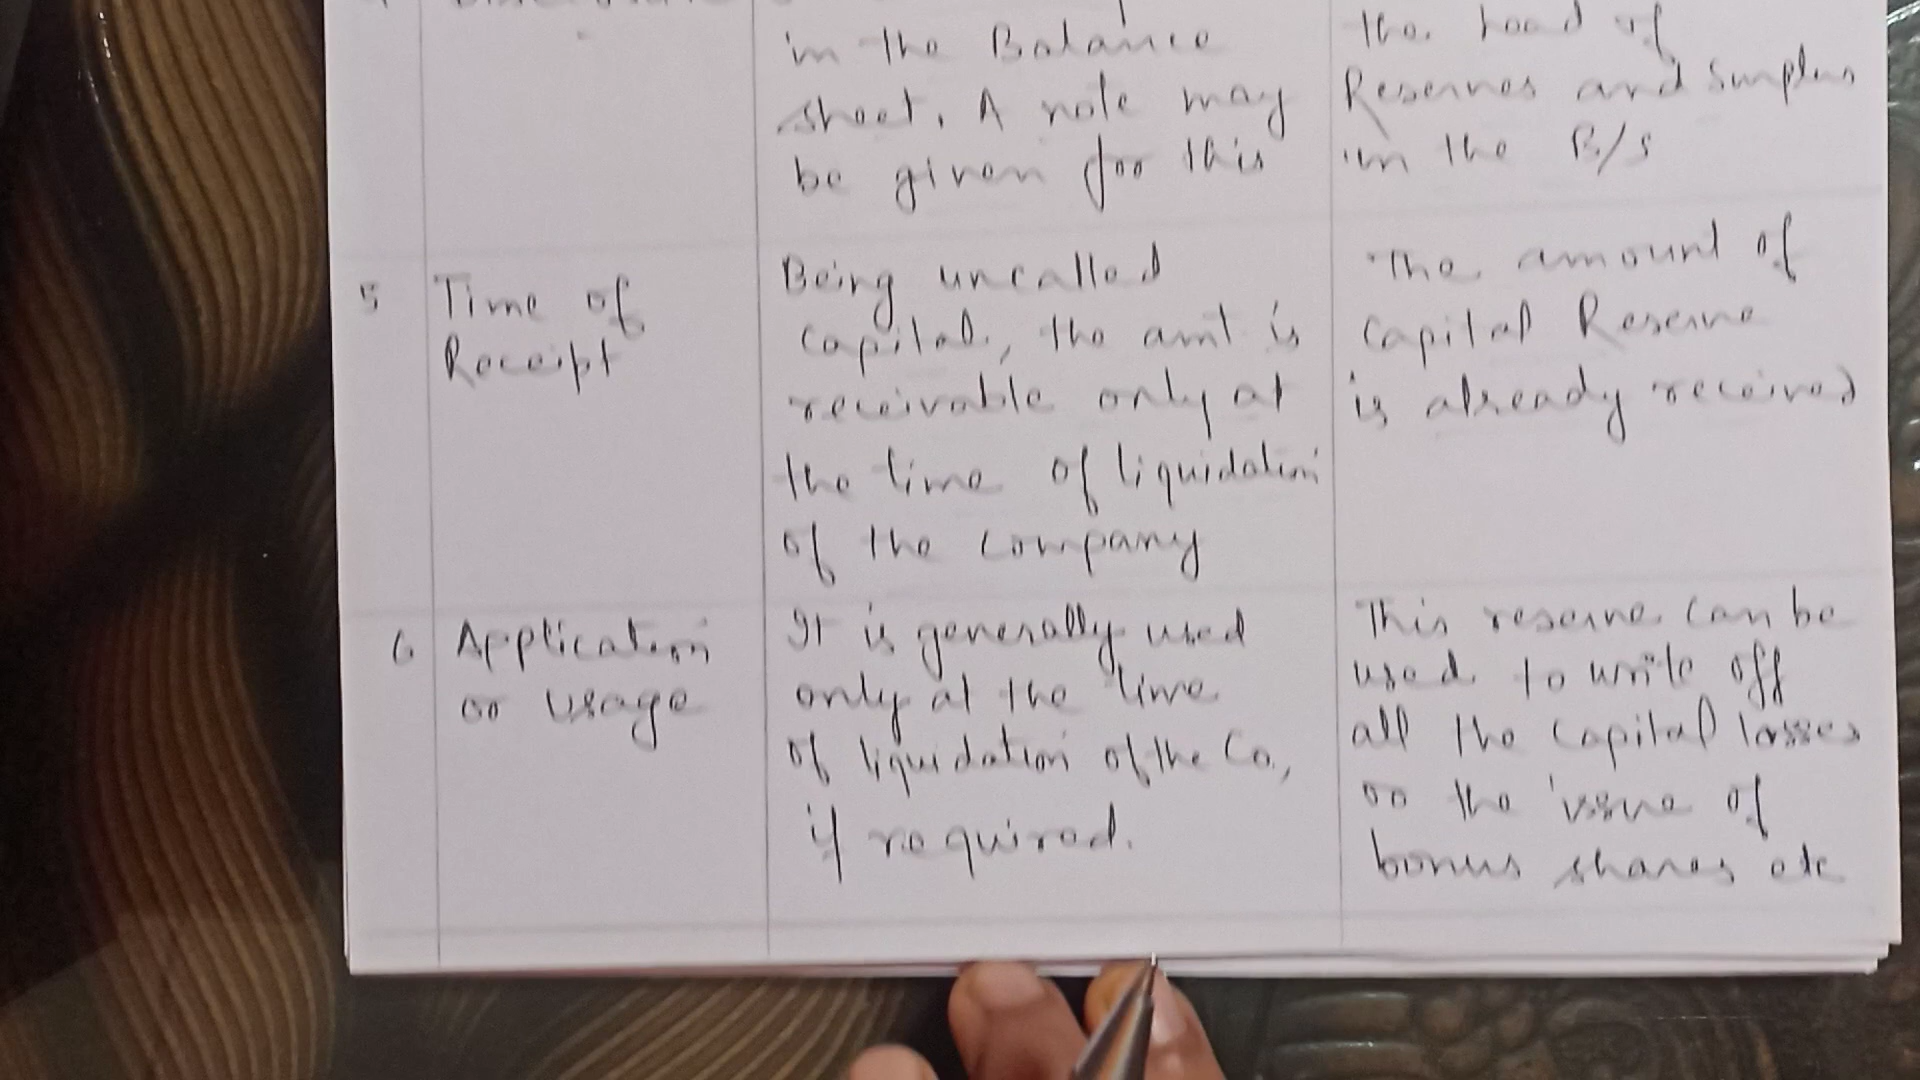 in the Balance
sheet. A note may
be given for this
the head of
Reserves and Surplus
in the B/S
5 Time of
Receipt
Being uncalled
capital, the amt is
receivable only at
the time of liquidation
of the company
The amount of
Capital Reserve
is already received
6 Application
or usage
It is generally used
only at the time
of liquidation of the Co,
if required.
This reserve can be
used to write off
all the capital losses
or the issue of
bonus shares etc